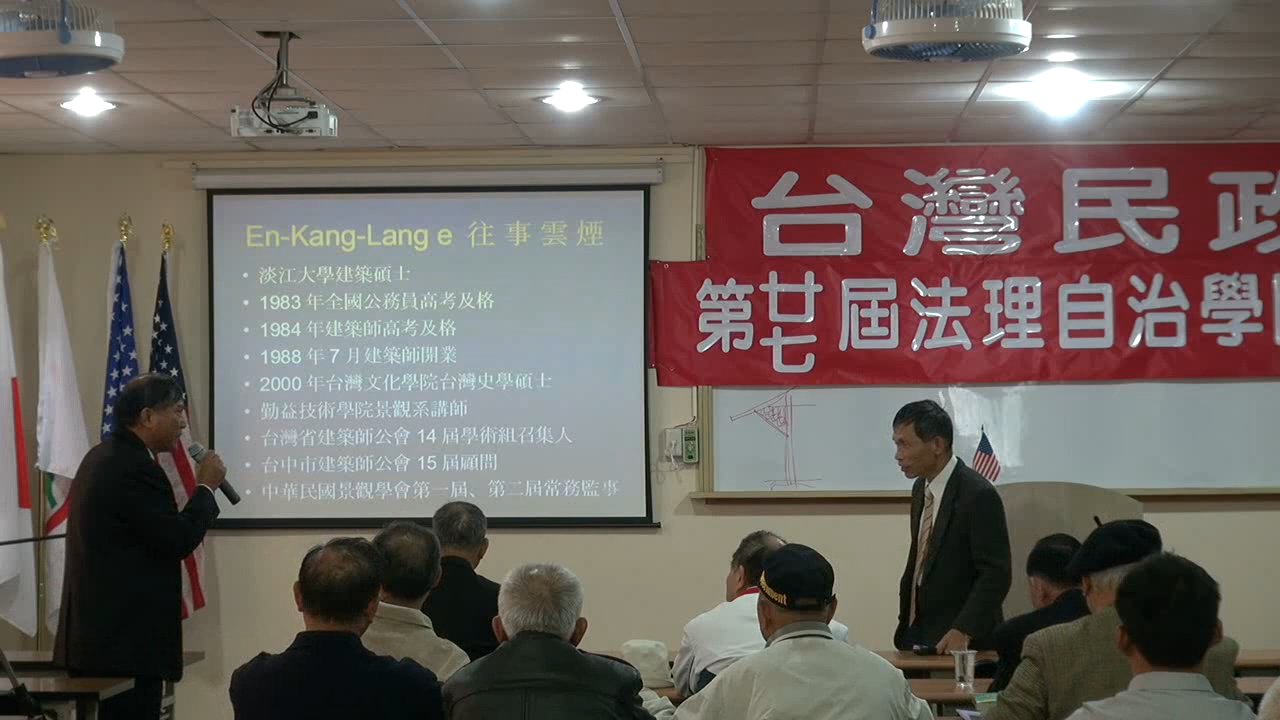 En-Kang-Lang e 往事雲煙
• 淡江大學建築碩士
• 1983 年全國公務員高考及格
• 1984 年建築師高考及格
• 1988 年 7 月建築師開業
• 2000 年台灣文化學院台灣史學碩士
• 勤益技術學院景觀系講師
• 台灣省建築師公會 14 屆學術組召集人
• 台中市建築師公會 15 屆顧問
• 中華民國景觀學會第一屆、第二屆常務監事
台灣民政
第廿七屆法理自治學